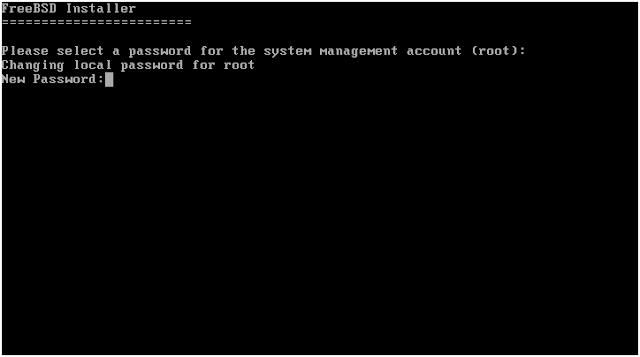 FreeBSD Installer
========================
Please select a password for the system management account (root):
Changing local password for root
New Password: